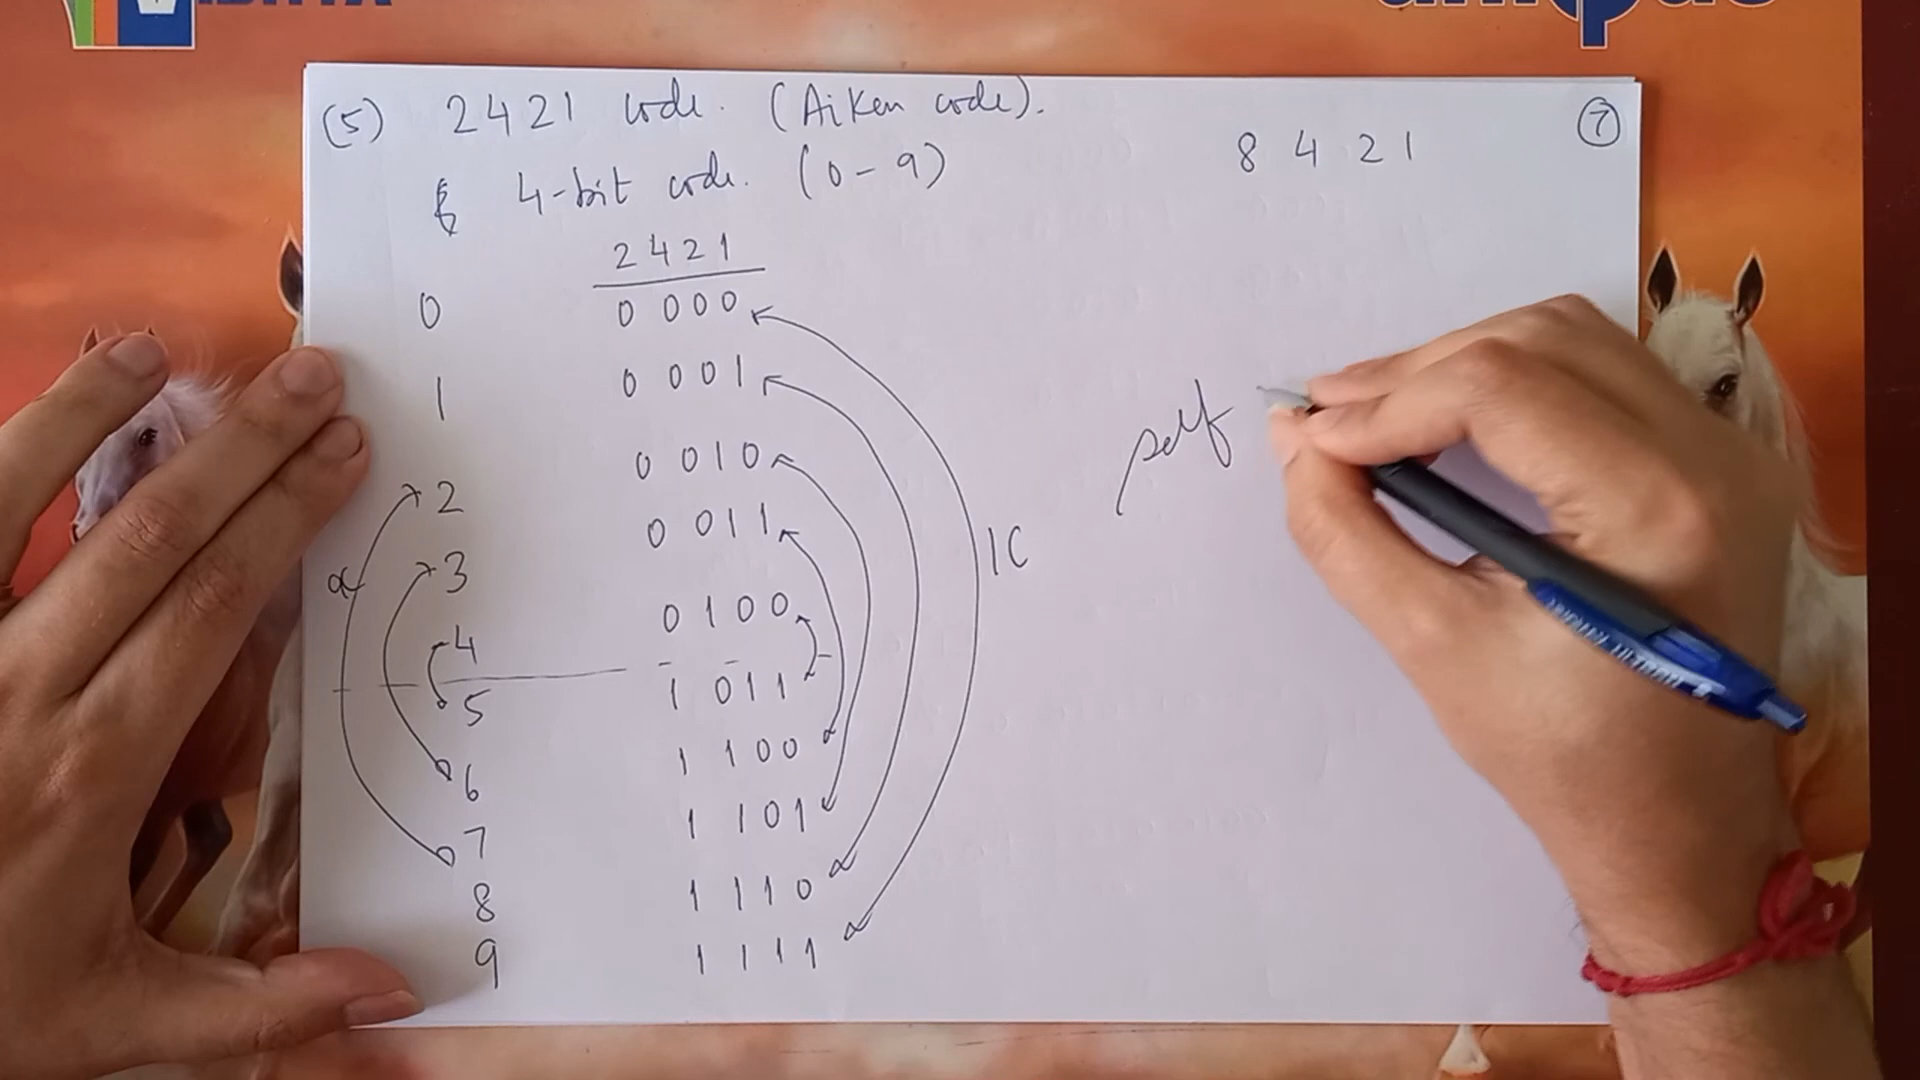 (5) 2421 code. (Aiken code).
7
8 4 2 1
4-bit code. (0-9)
2 4 2 1
0 0 0 0 0
1 0 0 0 1
2 0 0 1 0
3 0 0 1 1
4 0 1 0 0
5 1 0 1 1
6 1 1 0 0
7 1 1 0 1
8 1 1 1 0
9 1 1 1 1
1C
self